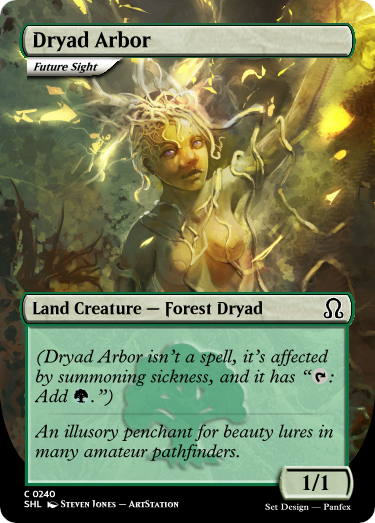 Dryad Arbor
Future Sight
Land Creature — Forest Dryad
(Dryad Arbor isn't a spell, it's affected
by summoning sickness, and it has “:
Add .”)
An illusory penchant for beauty lures in
many amateur pathfinders.
1/1
C 0240
SHL Steven Jones — ArtStation
Set Design — Panfex